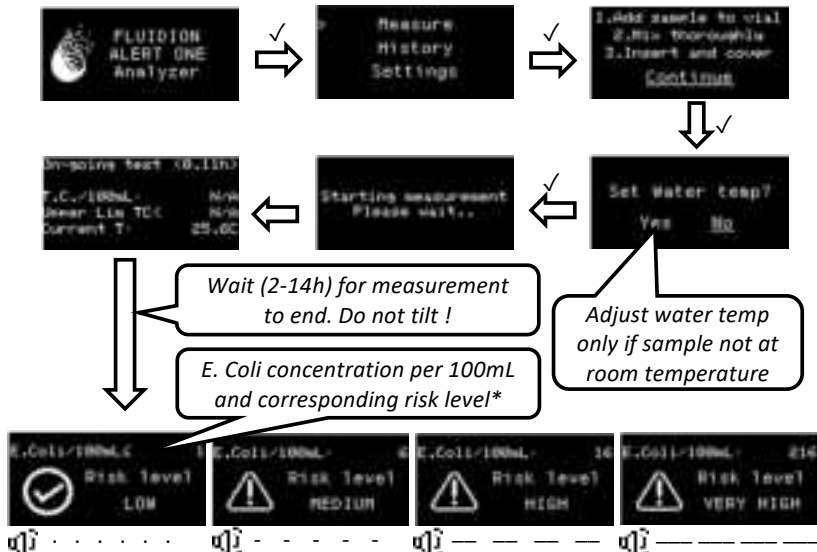 FLUIDION
ALERT ONE
Analyzer
✓
Measure
History
Settings
✓
1.Add sample to vial
2.Mix thoroughly
3.Insert and cover
Continue
✓
On-going test (0.11h)
T.C./100mL: N/A
Lim TC<
Current T: 25.6C
Starting measurement
Please wait..
✓
Set Water temp?
Yes No
Wait (2-14h) for measurement
to end. Do not tilt !
Adjust water temp
only if sample not at
room temperature
E. Coli concentration per 100mL
and corresponding risk level*
E.Coli/100mL< 1
Risk level
LOW
E.Coli/100mL: 6
Risk level
MEDIUM
E.Coli/100mL: 16
Risk level
HIGH
E.Coli/100mL: 216
Risk level
VERY HIGH